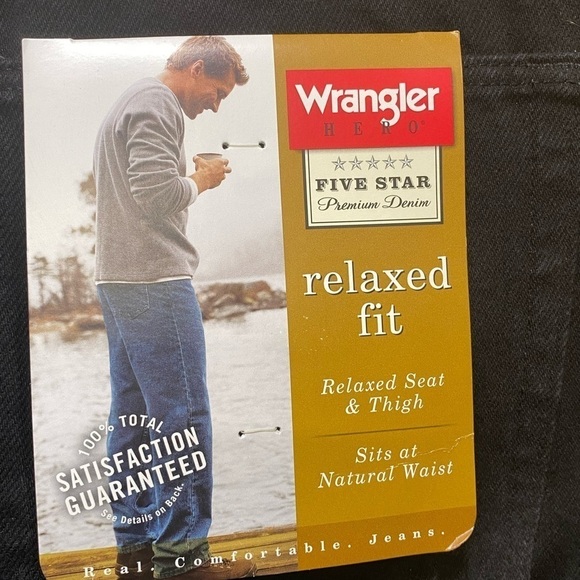 Wrangler
HERO®
FIVE STAR
Premium Denim
relaxed
fit
Relaxed Seat
& Thigh
Sits at
Natural Waist
100% TOTAL
SATISFACTION
GUARANTEED
See Details on Back.
Real. Comfortable. Jeans.